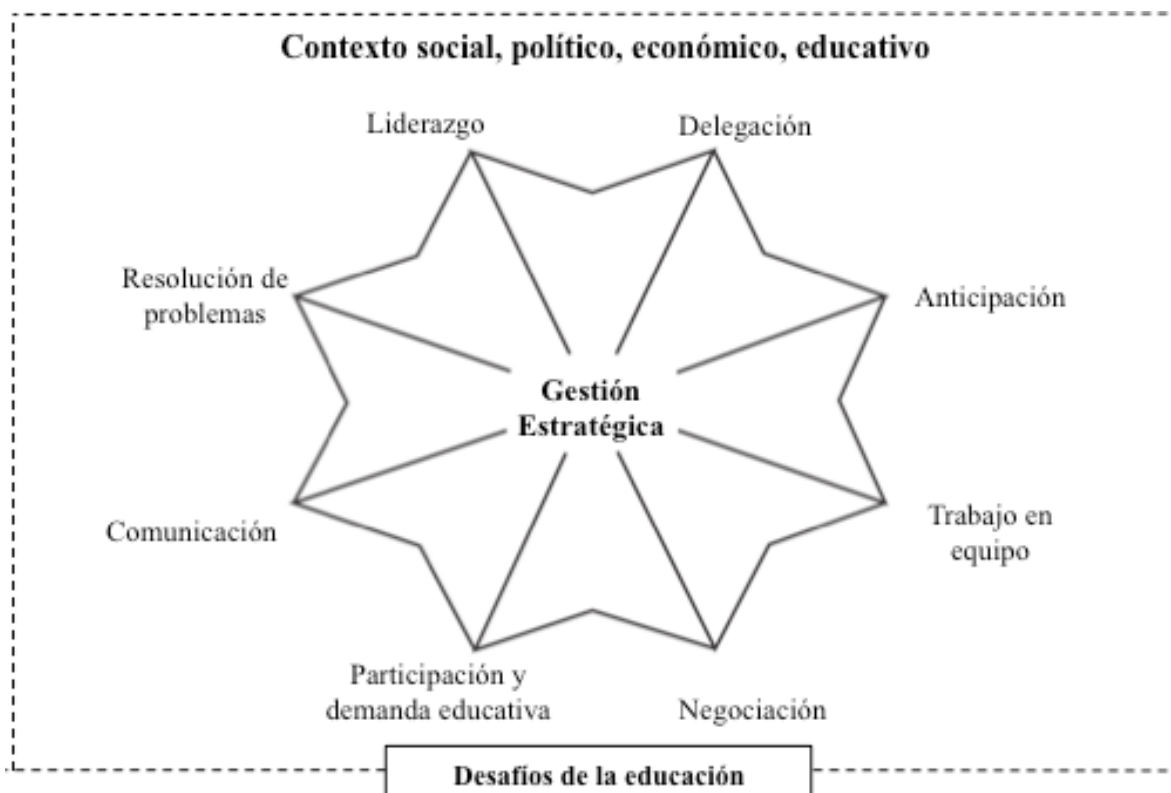 Contexto social, político, económico, educativo
Liderazgo
Delegación
Resolución de
problemas
Anticipación
Gestión
Estratégica
Comunicación
Trabajo en
equipo
Participación y
demanda educativa
Negociación
Desafíos de la educación